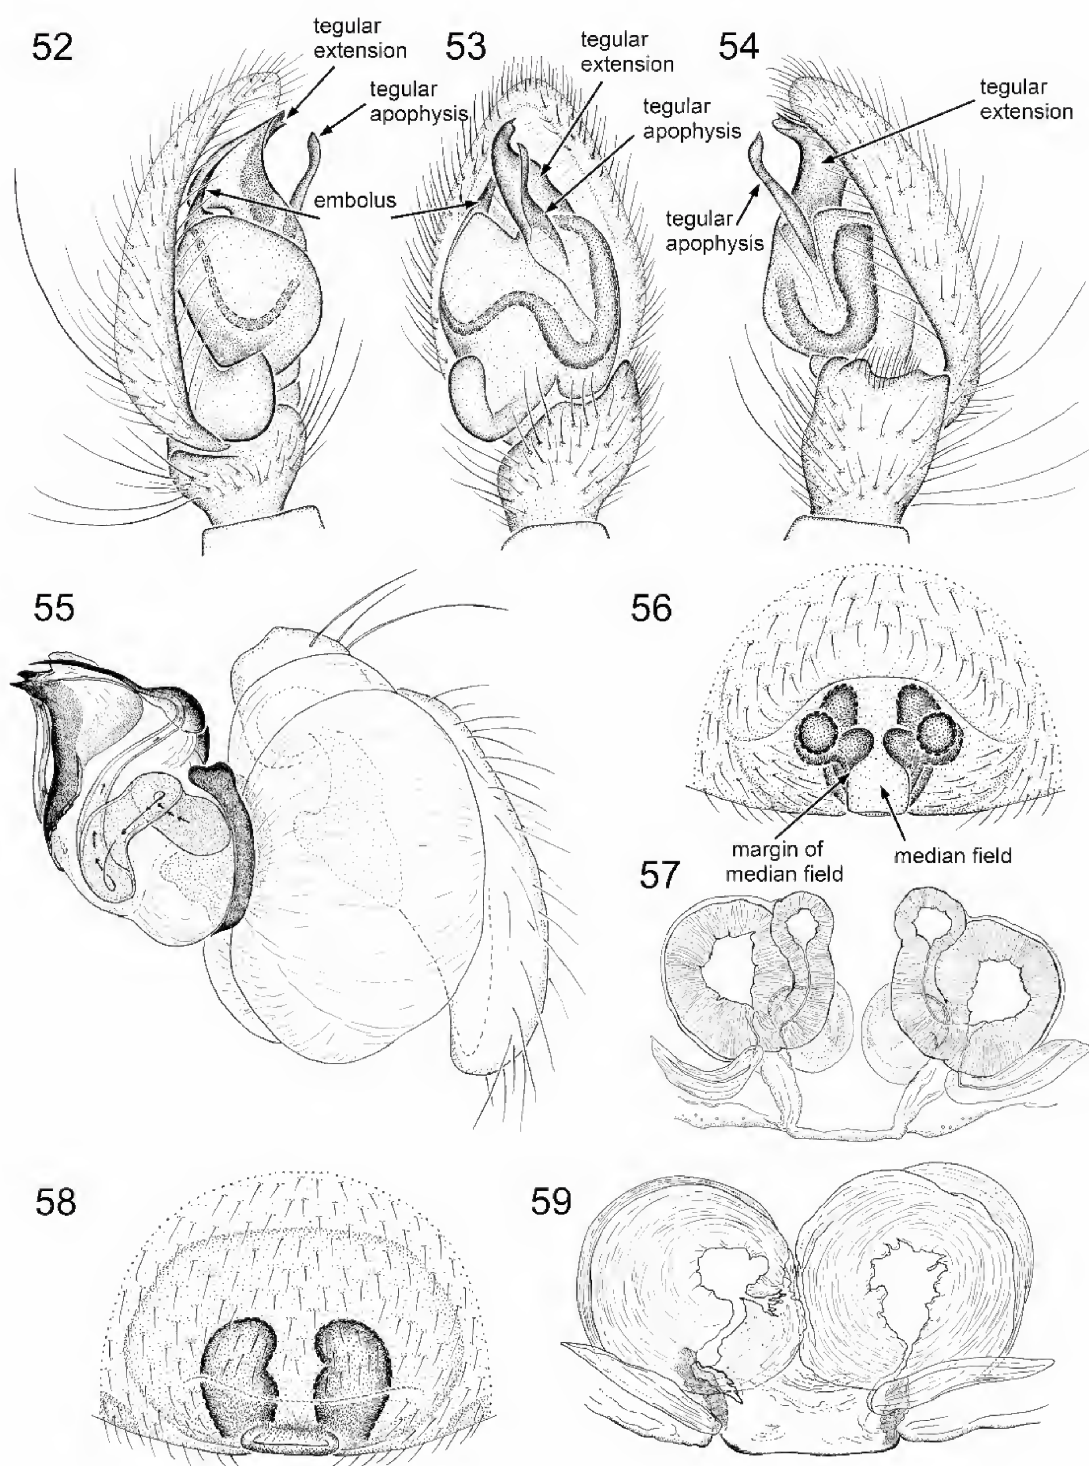 52
tegular
extension
tegular
apophysis
embolus
53
tegular
extension
tegular
apophysis
54
tegular
extension
tegular
apophysis
55
56
margin of
median field
median field
57
58
59